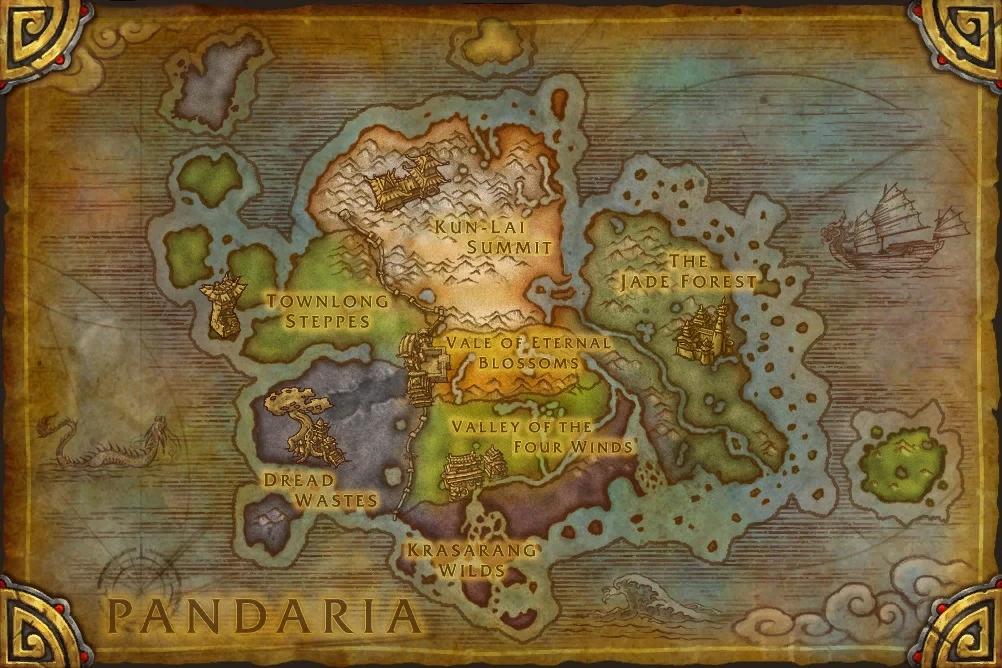 KUN-LAI
SUMMIT
THE
JADE FOREST
TOWNLONG
STEPPES
VALE OF ETERNAL
BLOSSOMS
VALLEY OF THE
FOUR WINDS
DREAD
WASTES
KRASARANG
WILDS
PANDARIA